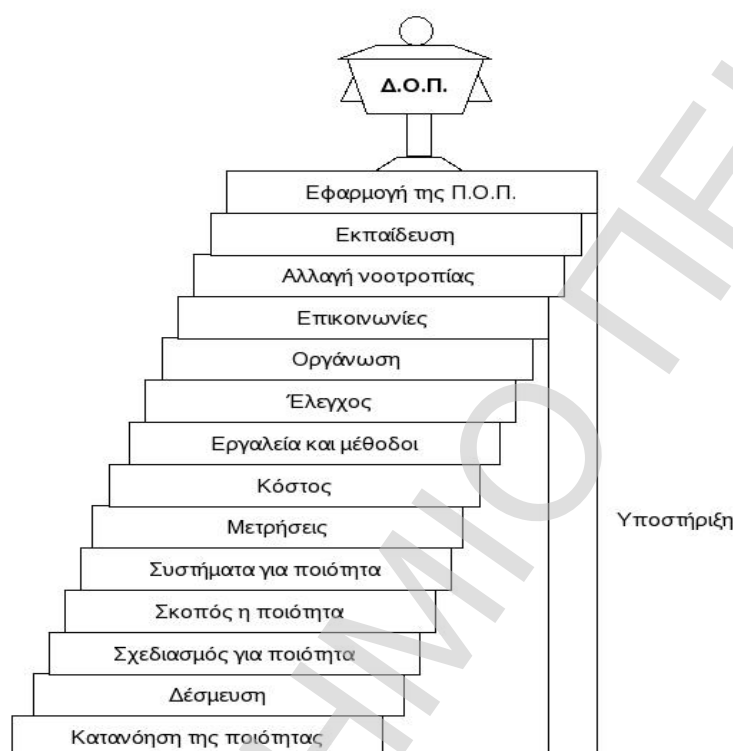 Δ.Ο.Π.
Εφαρμογή της Π.Ο.Π.
Εκπαίδευση
Αλλαγή νοοτροπίας
Επικοινωνίες
Οργάνωση
Έλεγχος
Εργαλεία και μέθοδοι
Κόστος
Μετρήσεις
Υποστήριξη
Συστήματα για ποιότητα
Σκοπός η ποιότητα
Σχεδιασμός για ποιότητα
Δέσμευση
Κατανόηση της ποιότητας